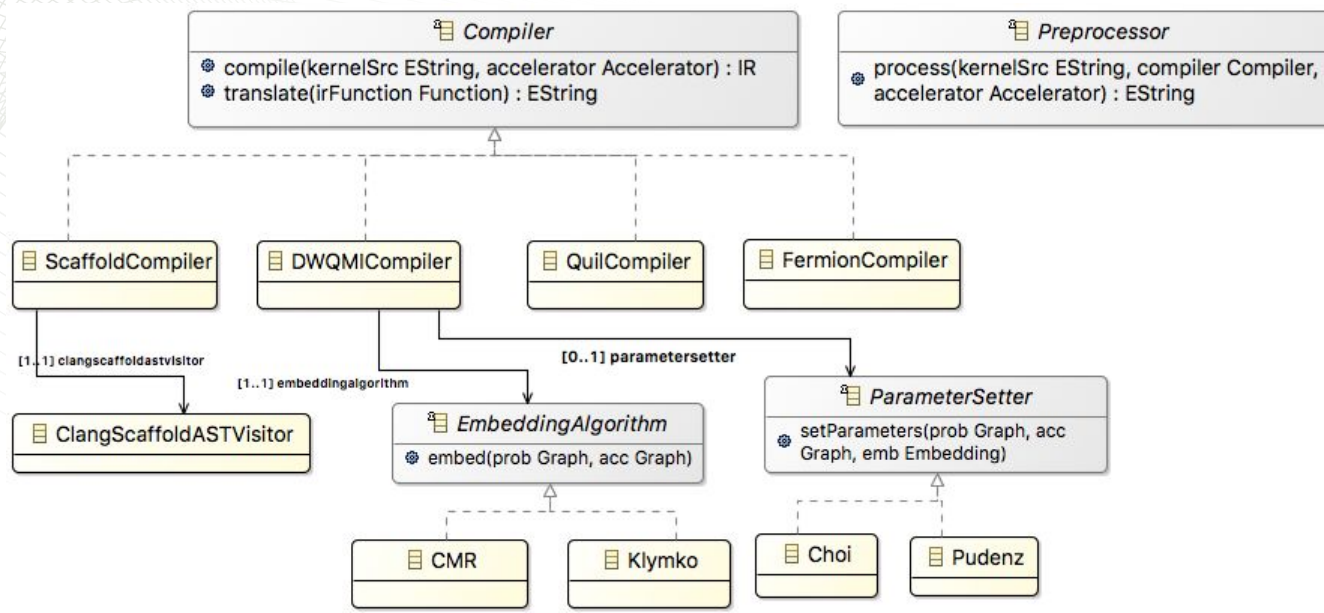 Compiler
compile(kernelSrc EString, accelerator Accelerator) : IR
translate(irFunction Function) : EString
Preprocessor
process(kernelSrc EString, compiler Compiler,
accelerator Accelerator) : EString
ScaffoldCompiler
DWQMICompiler
QuilCompiler
FermionCompiler
[1..1] clangscaffoldastvisitor
[0..1] parametersetter
[1..1] embeddingalgorithm
ClangScaffoldASTVisitor
EmbeddingAlgorithm
embed(prob Graph, acc Graph)
ParameterSetter
setParameters(prob Graph, acc
Graph, emb Embedding)
CMR
Klymko
Choi
Pudenz